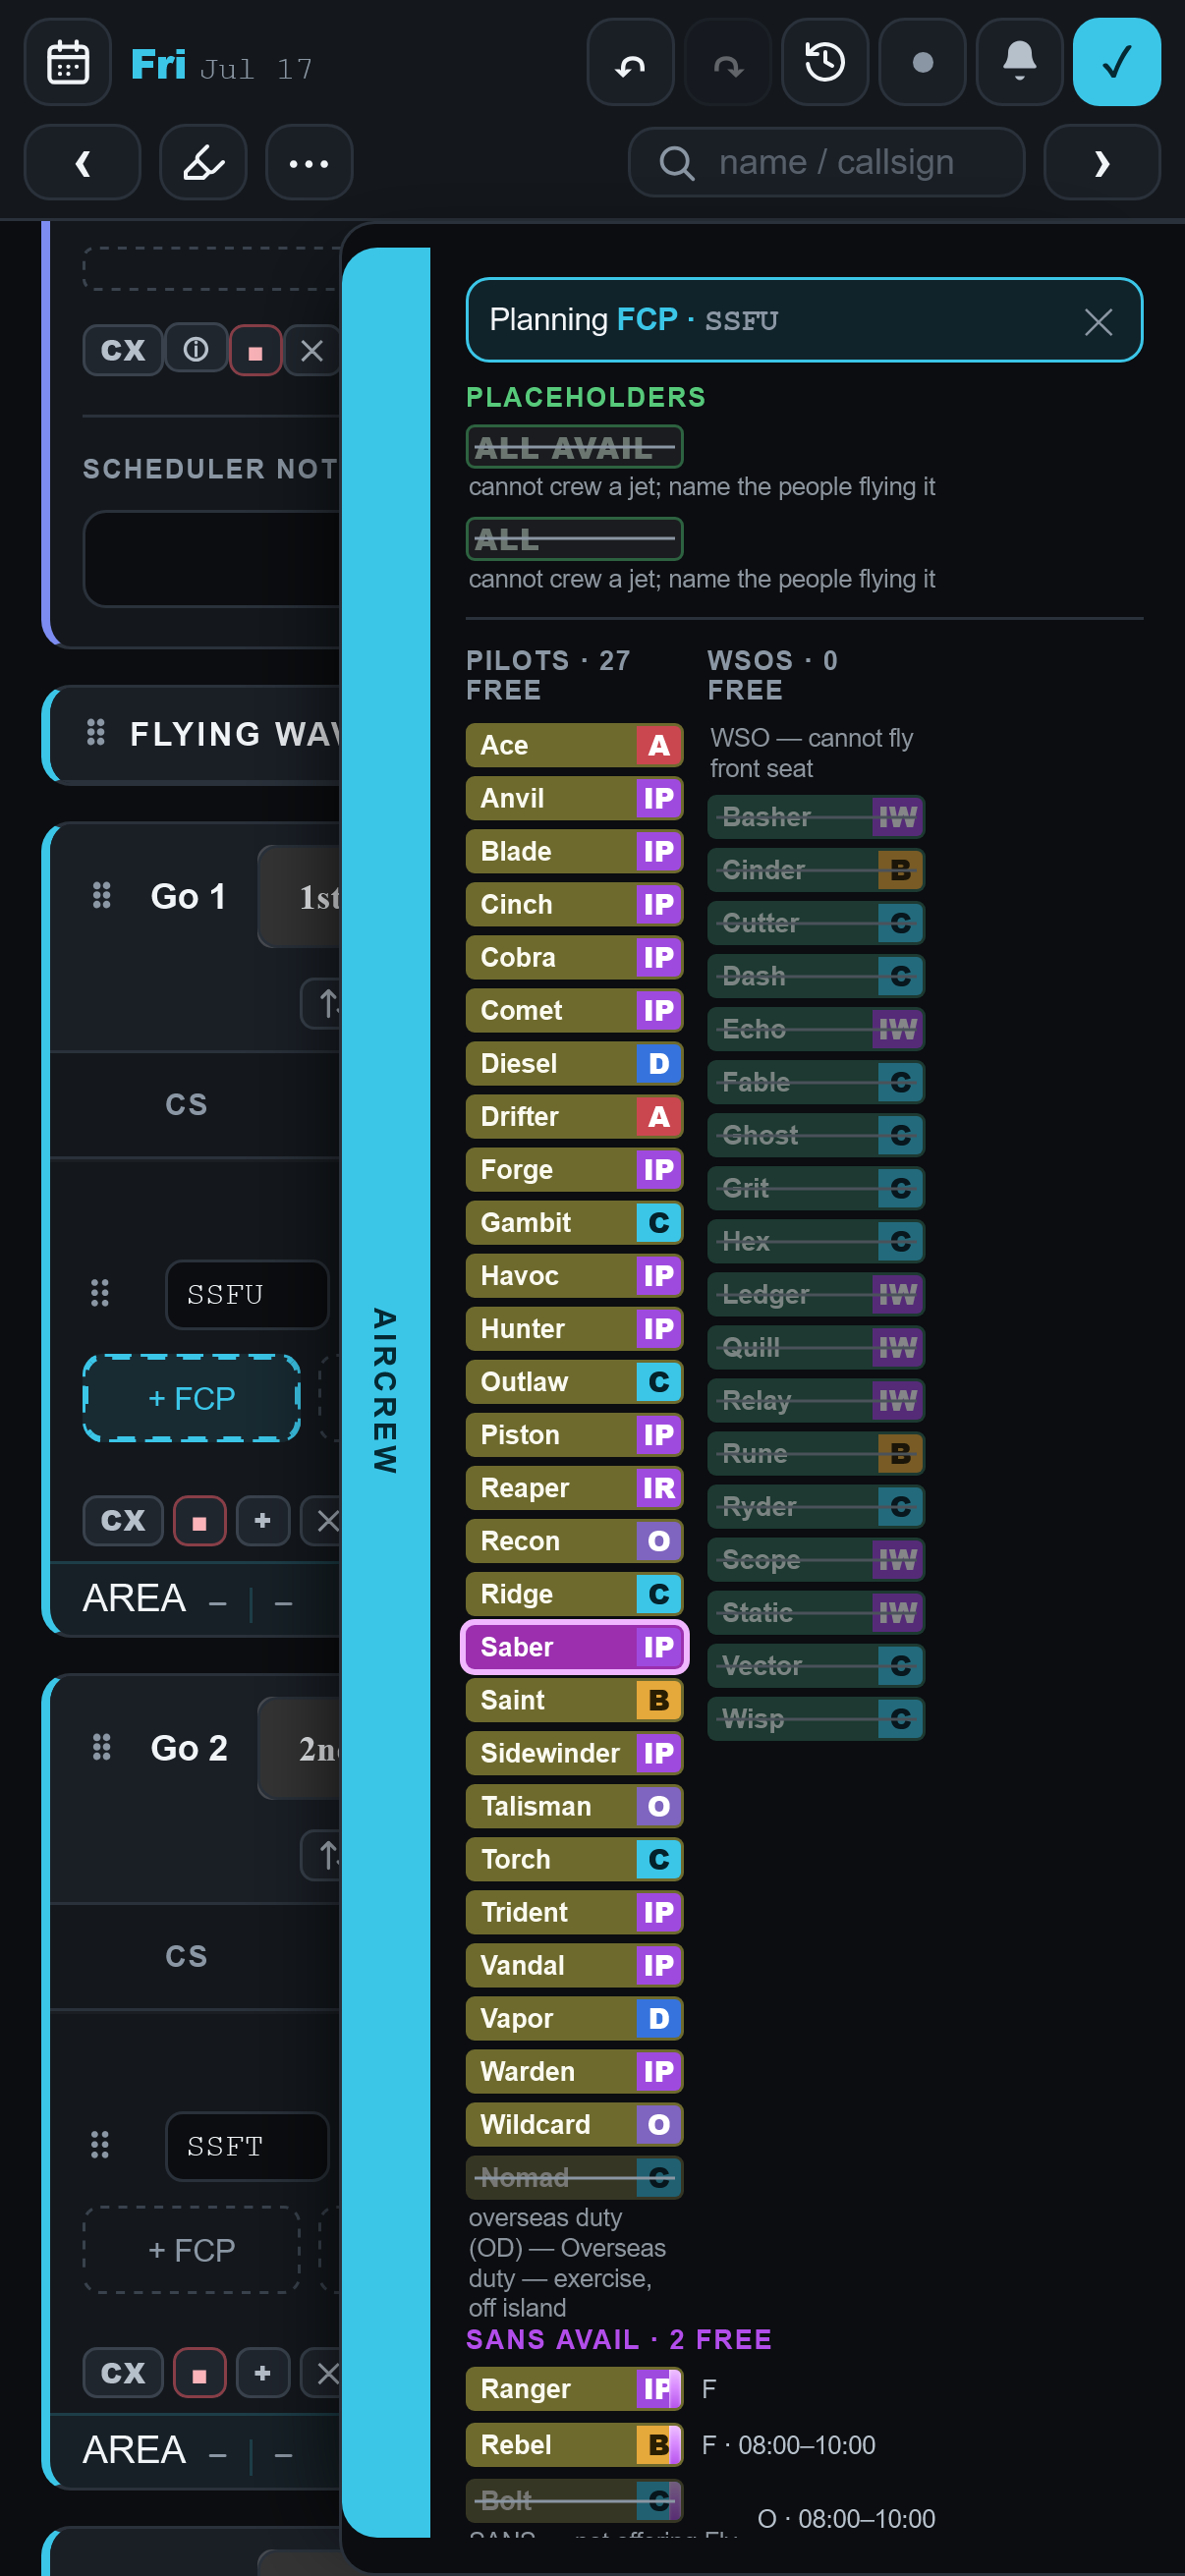 Fri Jul 17
name / callsign
Planning FCP · SSFU
PLACEHOLDERS
ALL AVAIL
cannot crew a jet; name the people flying it
ALL
cannot crew a jet; name the people flying it
PILOTS · 27 FREE
Ace A
Anvil IP
Blade IP
Cinch IP
Cobra IP
Comet IP
Diesel D
Drifter A
Forge IP
Gambit C
Havoc IP
Hunter IP
Outlaw C
Piston IP
Reaper IR
Recon O
Ridge C
Saber IP
Saint B
Sidewinder IP
Talisman O
Torch C
Trident IP
Vandal IP
Vapor D
Warden IP
Wildcard O
Nomad C
overseas duty
(OD) — Overseas
duty — exercise,
off island
WSOS · 0 FREE
WSO — cannot fly
front seat
Basher IW
Cinder B
Cutter C
Dash C
Echo IW
Fable C
Ghost C
Grit C
Hex C
Ledger IW
Quill IW
Relay IW
Rune B
Ryder C
Scope IW
Static IW
Vector C
Wisp C
SANS AVAIL · 2 FREE
Ranger F
Rebel B F · 08:00–10:00
Bolt C O · 08:00–10:00
AIRCREW
CX
SCHEDULER
FLYING
Go 1 1st
CS
SSFU
+ FCP
CX +
AREA – | –
Go 2
CS
SSFT
+ FCP
CX +
AREA – | –